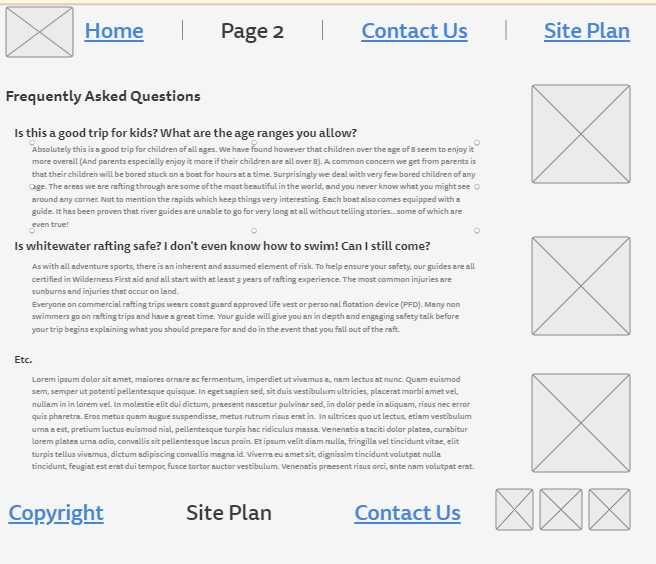 Home Page 2 Contact Us Site Plan
Frequently Asked Questions
Is this a good trip for kids? What are the age ranges you allow?
Absolutely this is a good trip for children of all ages. We have found however that children over the age of 8 seem to enjoy it
more overall (And parents especially enjoy it more if their children are all over 8). A common concern we get from parents is
that their children will be bored stuck on a boat for hours at a time. Surprisingly we deal with very few bored children of any
age. The areas we are rafting through are some of the most beautiful in the world, and you never know what you might see
around any corner. Not to mention the rapids which keep things very interesting. Each boat also comes equipped with a
guide. It has been proven that river guides are unable to go for very long at all without telling stories...some of which are
even true!
Is whitewater rafting safe? I don't even know how to swim! Can I still come?
As with all adventure sports, there is an inherent and assumed element of risk. To help ensure your safety, our guides are all
certified in Wilderness First aid and all start with at least 3 years of rafting experience. The most common injuries are
sunburns and injuries that occur on land.
Everyone on commercial rafting trips wears coast guard approved life vest or personal flotation device (PFD). Many non
swimmers go on rafting trips and have a great time. Your guide will give you an in depth and engaging safety talk before
your trip begins explaining what you should prepare for and do in the event that you fall out of the raft.
Etc.
Lorem ipsum dolor sit amet, maiores ornare ac fermentum, imperdiet ut vivamus a, nam lectus at nunc. Quam euismod
sem, semper ut potenti pellentesque quisque. In eget sapien sed, sit duis vestibulum ultricies, placerat morbi amet vel,
nullam in in lorem vel. In molestie elit dui dictum, praesent nascetur pulvinar sed, in dolor pede in aliquam, risus nec error
quis pharetra. Eros metus quam augue suspendisse, metus rutrum risus erat in. In ultrices quo ut lectus, etiam vestibulum
urna a est, pretium luctus euismod nisl, pellentesque turpis hac ridiculus massa. Venenatis a taciti dolor platea, curabitur
lorem platea urna odio, convallis sit pellentesque lacus proin. Et ipsum velit diam nulla, fringilla vel tincidunt vitae, elit
turpis tellus vivamus, dictum adipiscing convallis magna id. Viverra eu amet sit, dignissim tincidunt volutpat nulla
tincidunt, feugiat est erat dui tempor, fusce tortor auctor vestibulum. Venenatis praesent risus orci, ante nam volutpat erat.
Copyright Site Plan Contact Us